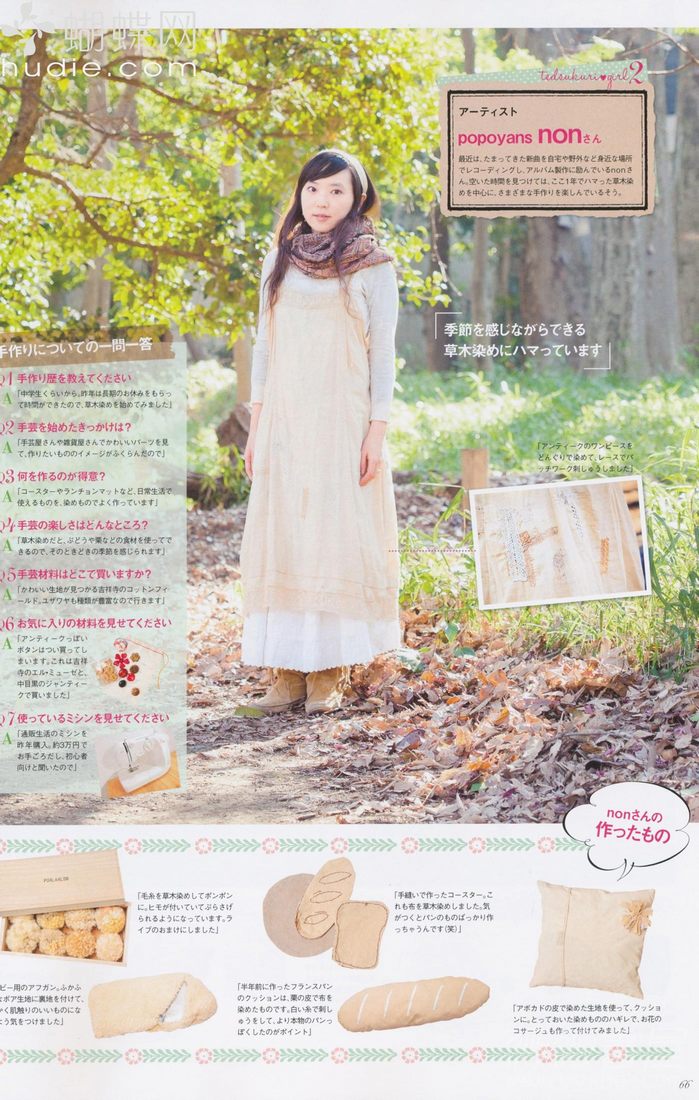 蝴蝶网
hudie.com
tedsukuri♥girl 2
アーティスト
popoyans nonさん
最近は、たまってきた新曲を自宅や野外など身近な場所
でレコーディングし、アルバム製作に励んでいるnonさ
ん。空いた時間を見つけては、ここ1年でハマった草木染
めを中心に、さまざまな手作りを楽しんでいるそう。
「季節を感じながらできる
草木染めにハマっています」
「アンティークのワンピースを
どんぐりで染めて、レースでパ
ッチワーク刺しゅうしました」
手作りについての一問一答
Q1 手作り歴を教えてください
A 「中学生くらいから。昨年は長期のお休みをもらっ
て時間ができたので、草木染めを始めてみました」
Q2 手芸を始めたきっかけは?
A 「手芸屋さんや雑貨屋さんでかわいいパーツを見
て、作りたいもののイメージがふくらんだので」
Q3 何を作るのが得意?
A 「コースターやランチョンマットなど、日常生活で
使えるものを、染めものでよく作っています」
Q4 手芸の楽しさはどんなところ?
A 「草木染めだと、ぶどうや栗などの食材を使ってで
きるので、そのときどきの季節を感じられます」
Q5 手芸材料はどこで買いますか?
A 「かわいい生地が見つかる吉祥寺のコットンフィ
ールド。ユザワヤも種類が豊富なので行きます」
Q6 お気に入りの材料を見せてください
A 「アンティークっぽい
ボタンはつい買ってし
まいます。これは吉祥
寺のエル・ミューゼと、
中目黒のジャンティー
クで買いました」
Q7 使っているミシンを見せてください
A 「通販生活のミシンを
昨年購入。約3万円で
お手ごろだし、初心者
向けと聞いたので」
nonさんの
作ったもの
「毛糸を草木染めしてポンポン
に。ヒモが付いていてぶらさげ
られるようになっています。ラ
イブのおまけにしました」
「手縫いで作ったコースター。こ
れも布を草木染めしました。気
がつくとパンのものばっかり作
っちゃうんです(笑)」
ビー用のアフガン。ふかふ
なボア生地に裏地を付けて、
かく肌触りのいいものにな
よう気をつけました」
「半年前に作ったフランスパン
のクッションは、栗の皮で布を
染めたものです。白い糸で刺し
ゅうをして、より本物のパンっ
ぽくしたのがポイント」
「アボカドの皮で染めた生地を使って、クッショ
ンに。とっておいた染めもののハギレで、お花の
コサージュも作って付けてみました」
66